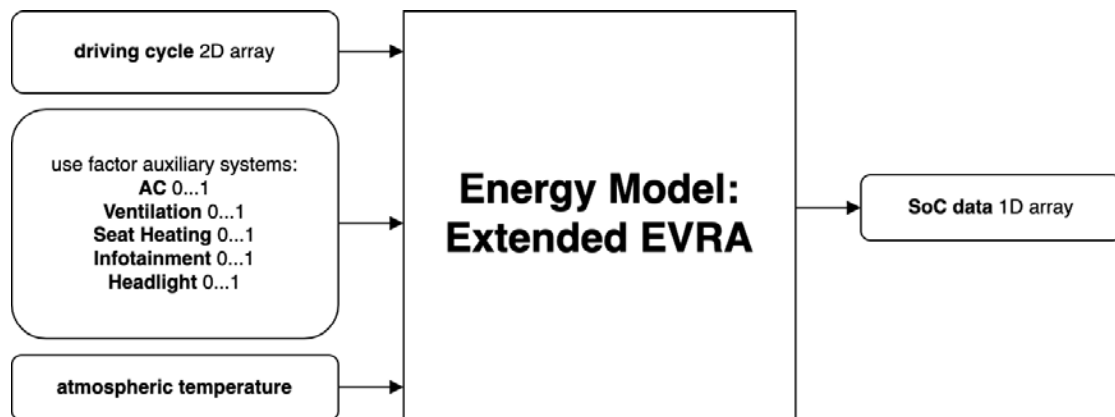 driving cycle 2D array
use factor auxiliary systems:
AC 0...1
Ventilation 0...1
Seat Heating 0...1
Infotainment 0...1
Headlight 0...1
atmospheric temperature
Energy Model:
Extended EVRA
SoC data 1D array